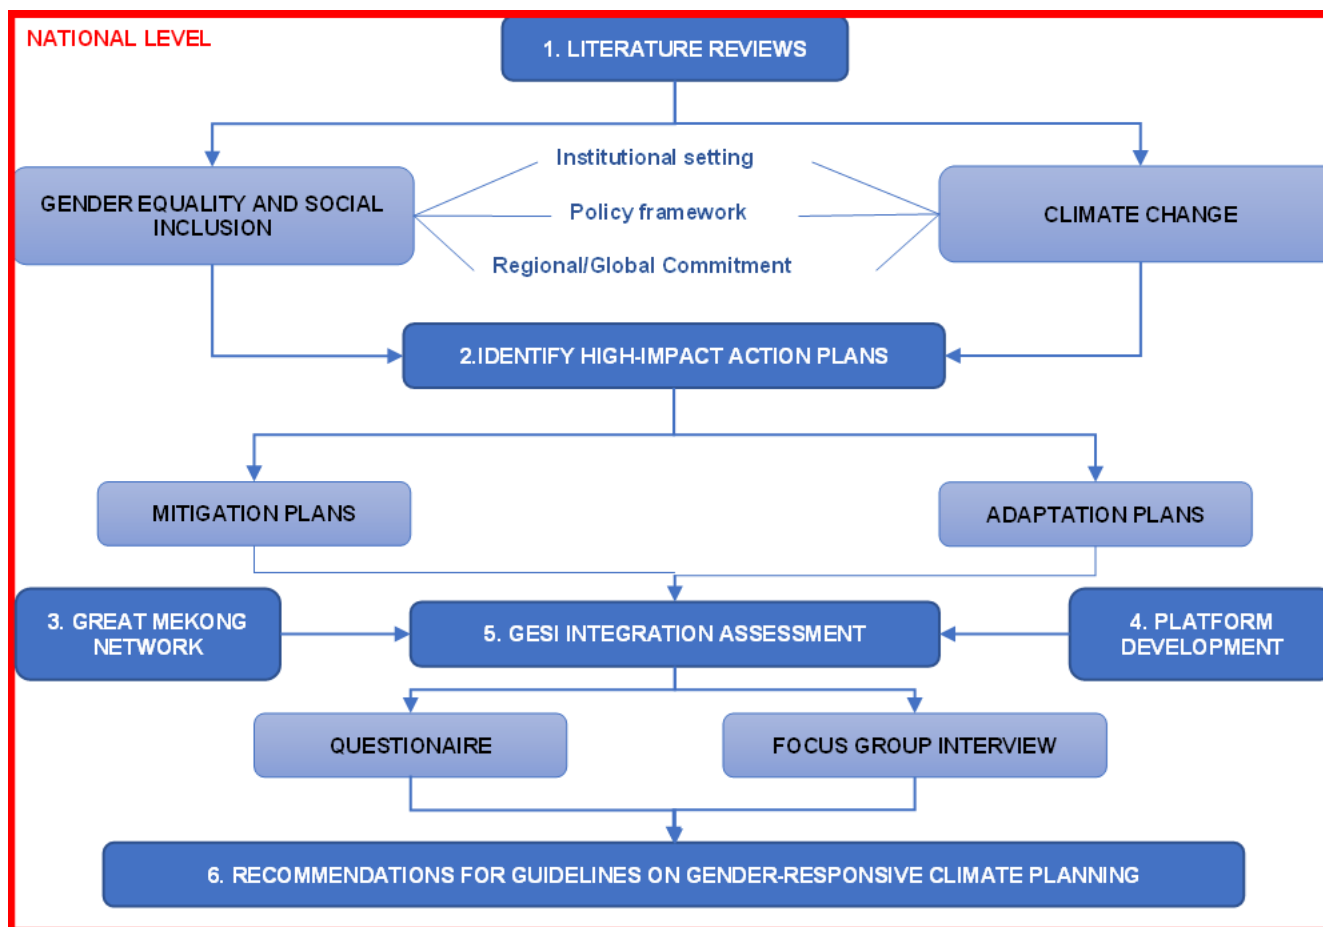 NATIONAL LEVEL
1. LITERATURE REVIEWS
Institutional setting
GENDER EQUALITY AND SOCIAL
INCLUSION
Policy framework
CLIMATE CHANGE
Regional/Global Commitment
2.IDENTIFY HIGH-IMPACT ACTION PLANS
MITIGATION PLANS
ADAPTATION PLANS
3. GREAT MEKONG
NETWORK
5. GESI INTEGRATION ASSESSMENT
4. PLATFORM
DEVELOPMENT
QUESTIONAIRE
FOCUS GROUP INTERVIEW
6. RECOMMENDATIONS FOR GUIDELINES ON GENDER-RESPONSIVE CLIMATE PLANNING